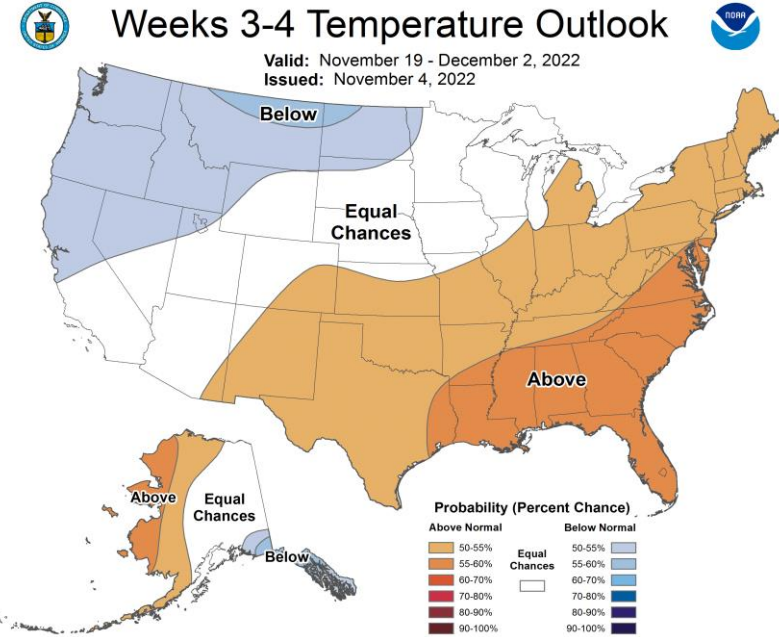 Weeks 3-4 Temperature Outlook
NOAA
Valid: November 19 - December 2, 2022
Issued: November 4, 2022
Below
Equal
Chances
Above
Above
Equal
Chances
Below
Probability (Percent Chance)
Above Normal
Below Normal
50-55%
55-60%
60-70%
70-80%
80-90%
90-100%
Equal
Chances
50-55%
55-60%
60-70%
70-80%
80-90%
90-100%